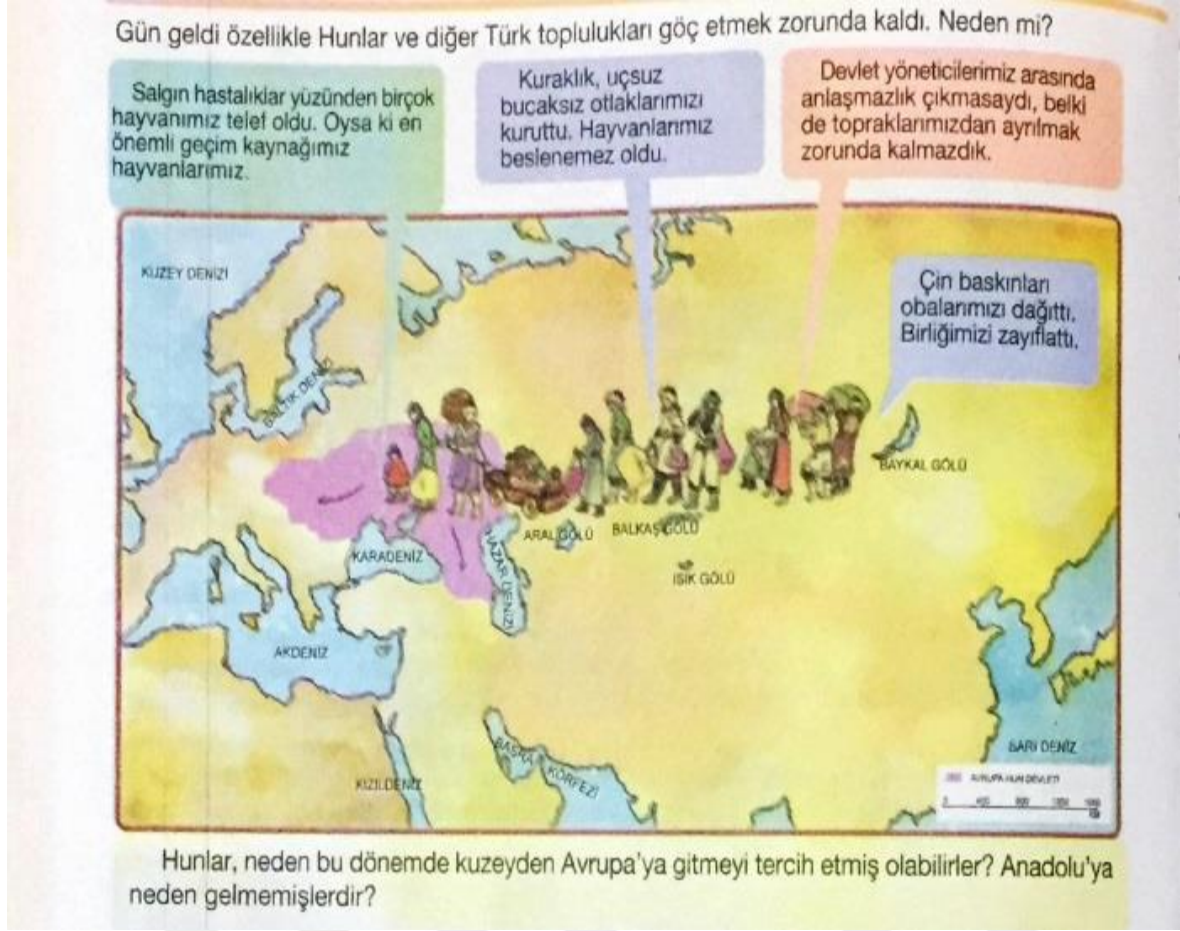 Gün geldi özellikle Hunlar ve diğer Türk toplulukları göç etmek zorunda kaldı. Neden mi?
Salgın hastalıklar yüzünden birçok
hayvanımız telef oldu. Oysa ki en
önemli geçim kaynağımız
hayvanlarımız.
Kuraklık, uçsuz
bucaksız otlaklarımızı
kuruttu. Hayvanlarımız
beslenemez oldu.
Devlet yöneticilerimiz arasında
anlaşmazlık çıkmasaydı, belki
de topraklarımızdan ayrılmak
zorunda kalmazdık.
Çin baskınları
obalarımızı dağıttı.
Birliğimizi zayıflattı.
KUZEY DENİZİ
BALTIK DENİZİ
BAYKAL GÖLÜ
ARAL GÖLÜ
BALKAŞ GÖLÜ
KARADENİZ
HAZAR DENİZİ
ISIK GÖLÜ
AKDENİZ
KIZILDENİZ
BASRA KÖRFEZİ
SARI DENİZ
AVRUPA HUN DEVLETİ
0 400 800
Hunlar, neden bu dönemde kuzeyden Avrupa'ya gitmeyi tercih etmiş olabilirler? Anadolu'ya
neden gelmemişlerdir?